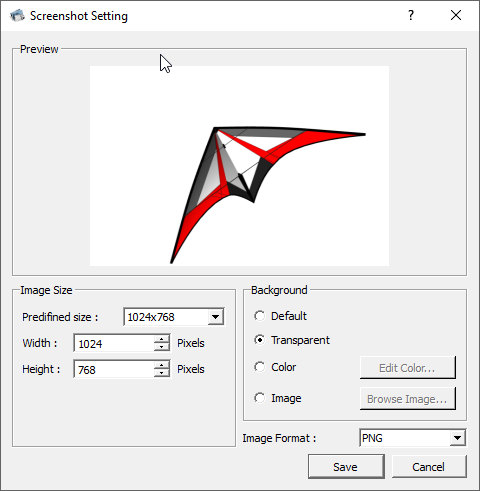 Screenshot Setting
Preview
Image Size
Predifined size : 1024x768
Width : 1024 Pixels
Height : 768 Pixels
Background
Default
Transparent
Color Edit Color...
Image Browse Image...
Image Format : PNG
Save Cancel